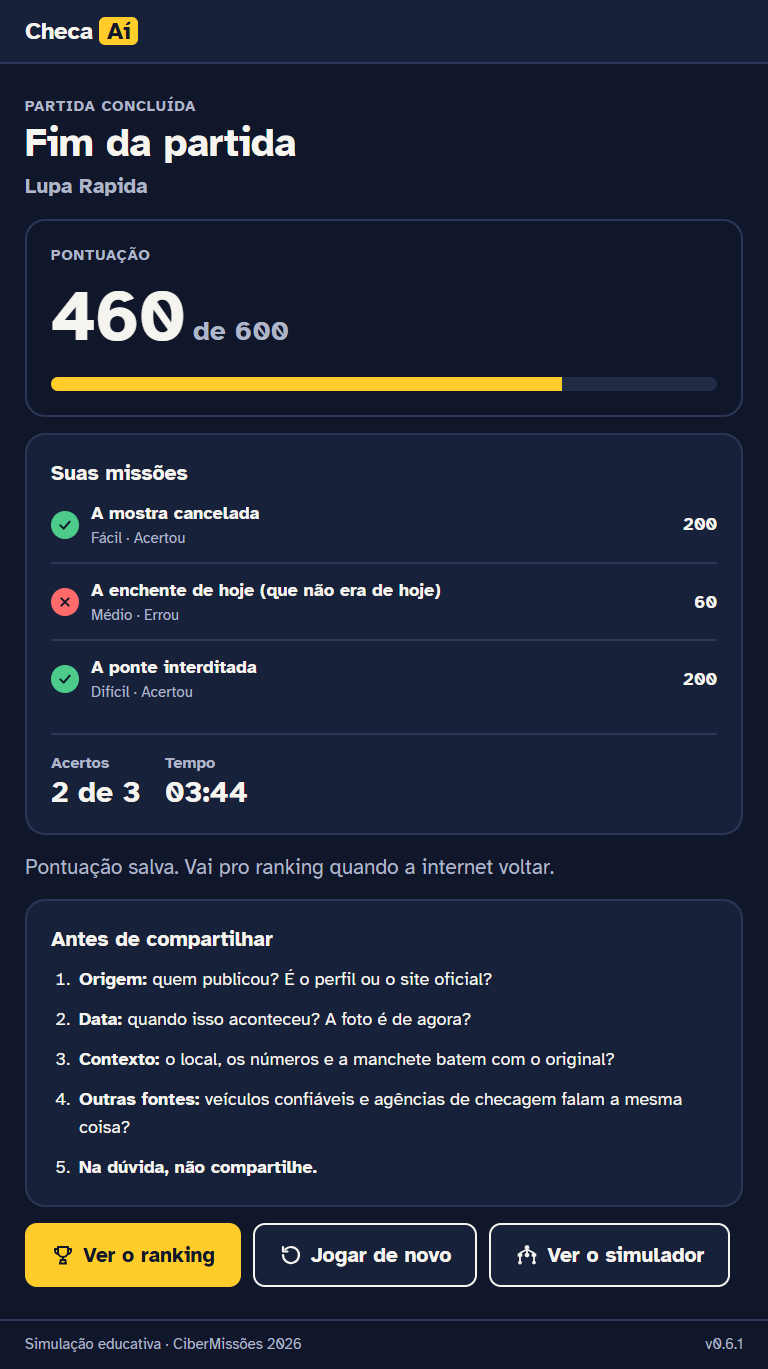 Checa Aí
PARTIDA CONCLUÍDA
Fim da partida
Lupa Rapida
PONTUAÇÃO
460 de 600
Suas missões
A mostra cancelada
Fácil · Acertou
200
A enchente de hoje (que não era de hoje)
Médio · Errou
60
A ponte interditada
Difícil · Acertou
200
Acertos Tempo
2 de 3 03:44
Pontuação salva. Vai pro ranking quando a internet voltar.
Antes de compartilhar
1. Origem: quem publicou? É o perfil ou o site oficial?
2. Data: quando isso aconteceu? A foto é de agora?
3. Contexto: o local, os números e a manchete batem com o original?
4. Outras fontes: veículos confiáveis e agências de checagem falam a mesma
coisa?
5. Na dúvida, não compartilhe.
Ver o ranking Jogar de novo Ver o simulador
Simulação educativa · CiberMissões 2026 v0.6.1